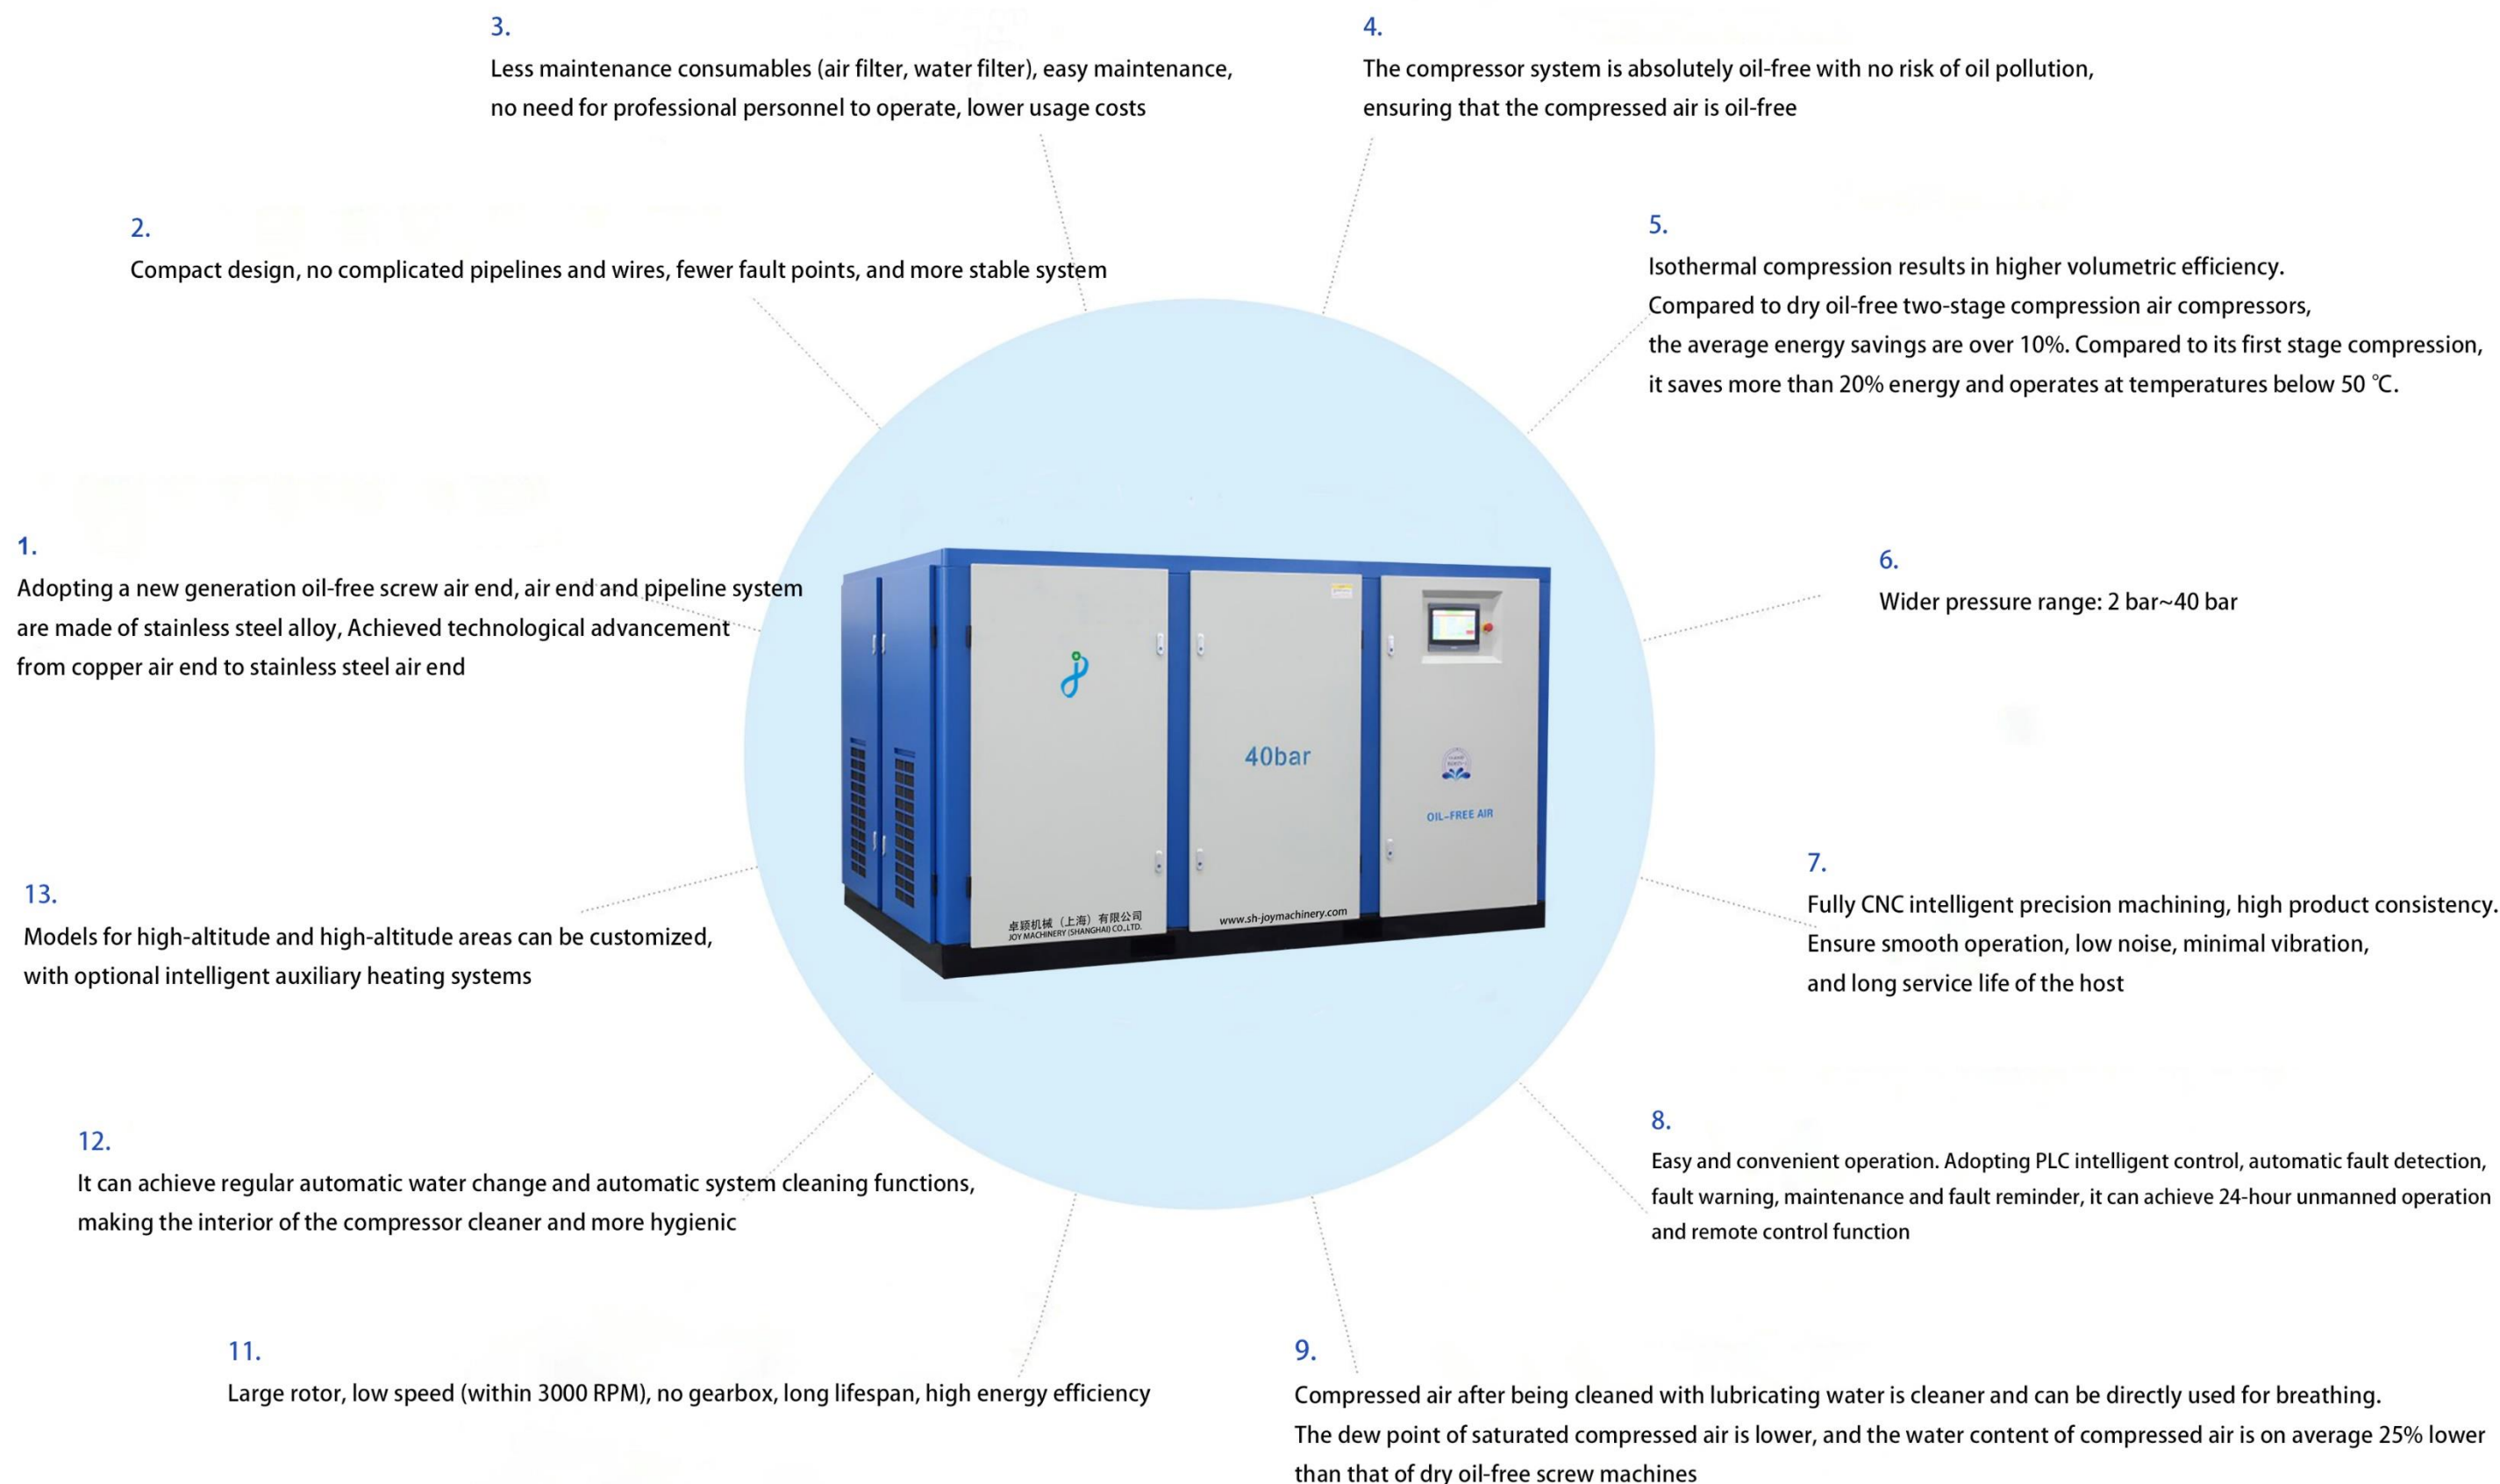 3.
Less maintenance consumables (air filter, water filter), easy maintenance,
no need for professional personnel to operate, lower usage costs
4.
The compressor system is absolutely oil-free with no risk of oil pollution,
ensuring that the compressed air is oil-free
2.
Compact design, no complicated pipelines and wires, fewer fault points, and more stable system
5.
Isothermal compression results in higher volumetric efficiency.
Compared to dry oil-free two-stage compression air compressors,
the average energy savings are over 10%. Compared to its first stage compression,
it saves more than 20% energy and operates at temperatures below 50 ℃.
1.
Adopting a new generation oil-free screw air end, air end and pipeline system
are made of stainless steel alloy, Achieved technological advancement
from copper air end to stainless steel air end
6.
Wider pressure range: 2 bar~40 bar
40bar
OIL-FREE AIR
卓颖机械（上海）有限公司
JOY MACHINERY (SHANGHAI) CO.,LTD.
www.sh-joymachinery.com
7.
Fully CNC intelligent precision machining, high product consistency.
Ensure smooth operation, low noise, minimal vibration,
and long service life of the host
13.
Models for high-altitude and high-altitude areas can be customized,
with optional intelligent auxiliary heating systems
8.
Easy and convenient operation. Adopting PLC intelligent control, automatic fault detection,
fault warning, maintenance and fault reminder, it can achieve 24-hour unmanned operation
and remote control function
12.
It can achieve regular automatic water change and automatic system cleaning functions,
making the interior of the compressor cleaner and more hygienic
11.
Large rotor, low speed (within 3000 RPM), no gearbox, long lifespan, high energy efficiency
9.
Compressed air after being cleaned with lubricating water is cleaner and can be directly used for breathing.
The dew point of saturated compressed air is lower, and the water content of compressed air is on average 25% lower
than that of dry oil-free screw machines